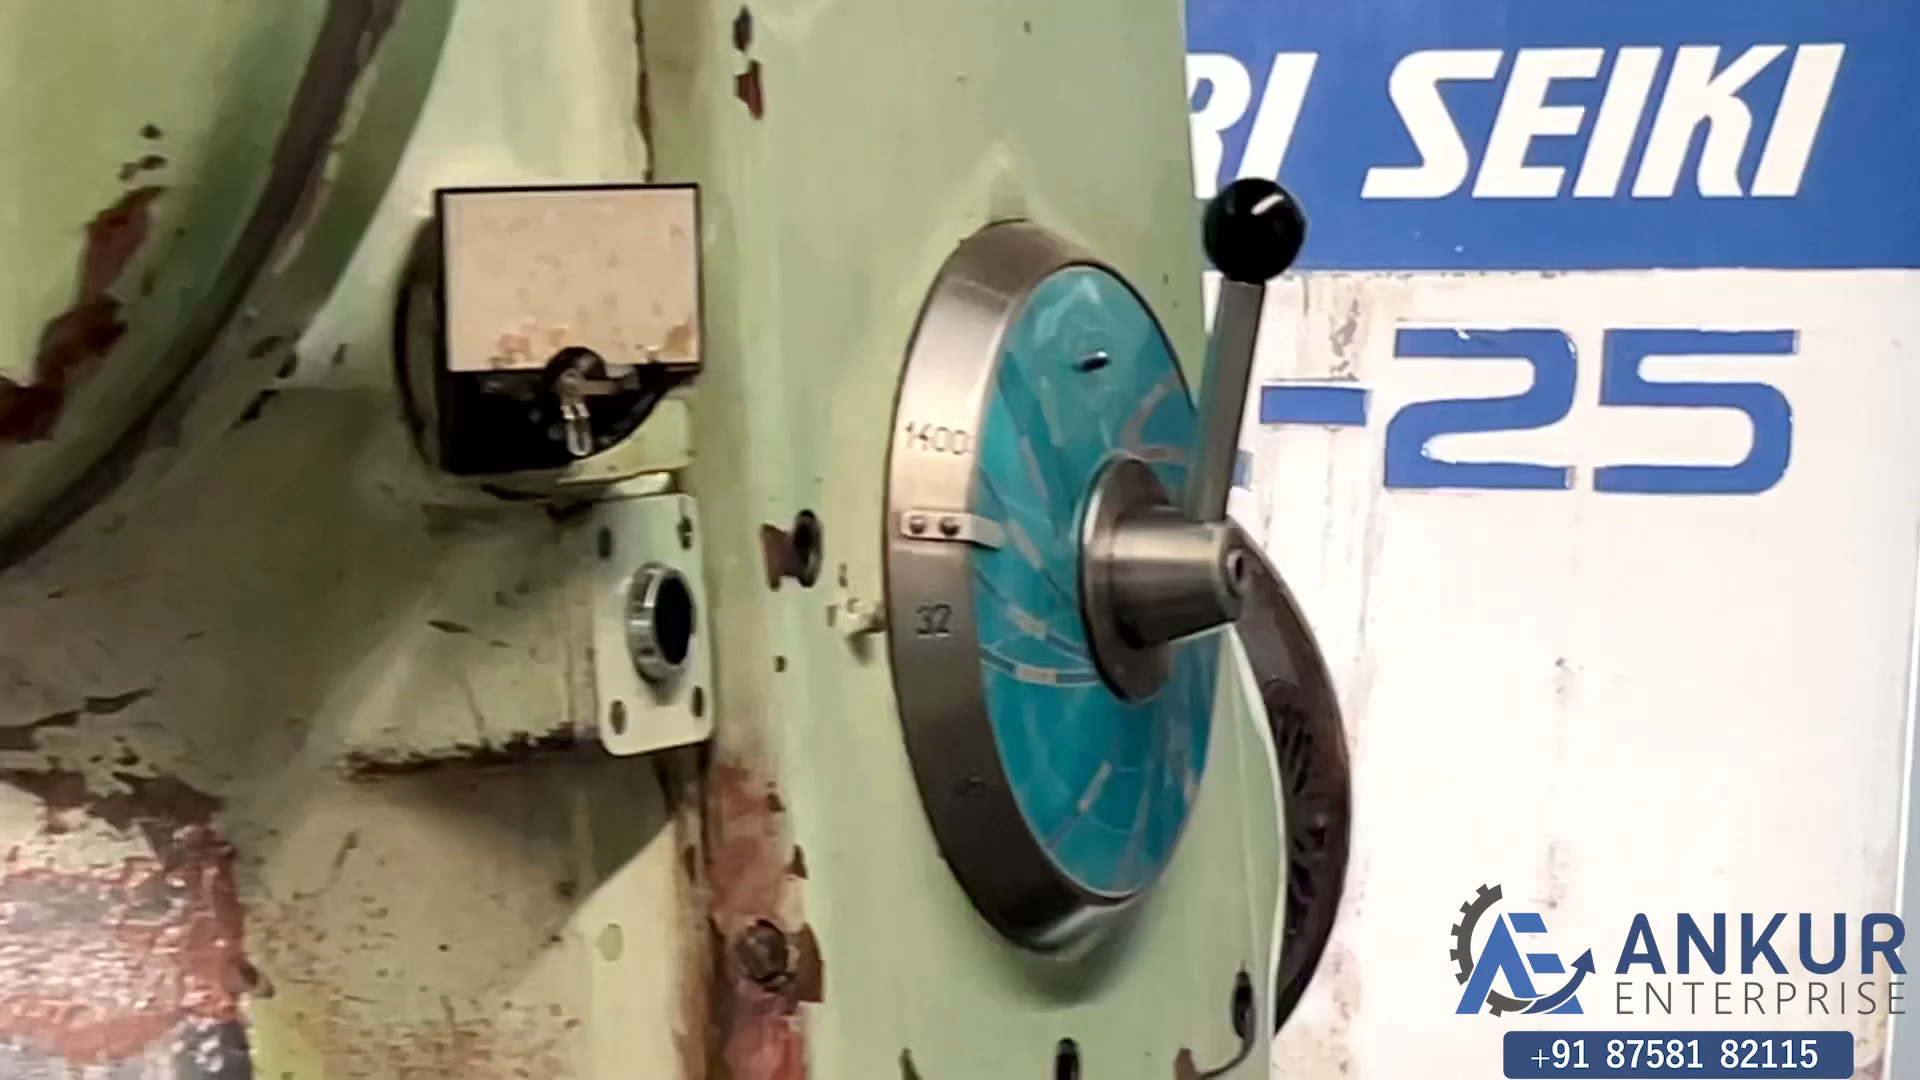 RI SEIKI
-25
1400
32
ANKUR
ENTERPRISE
+91 87581 82115